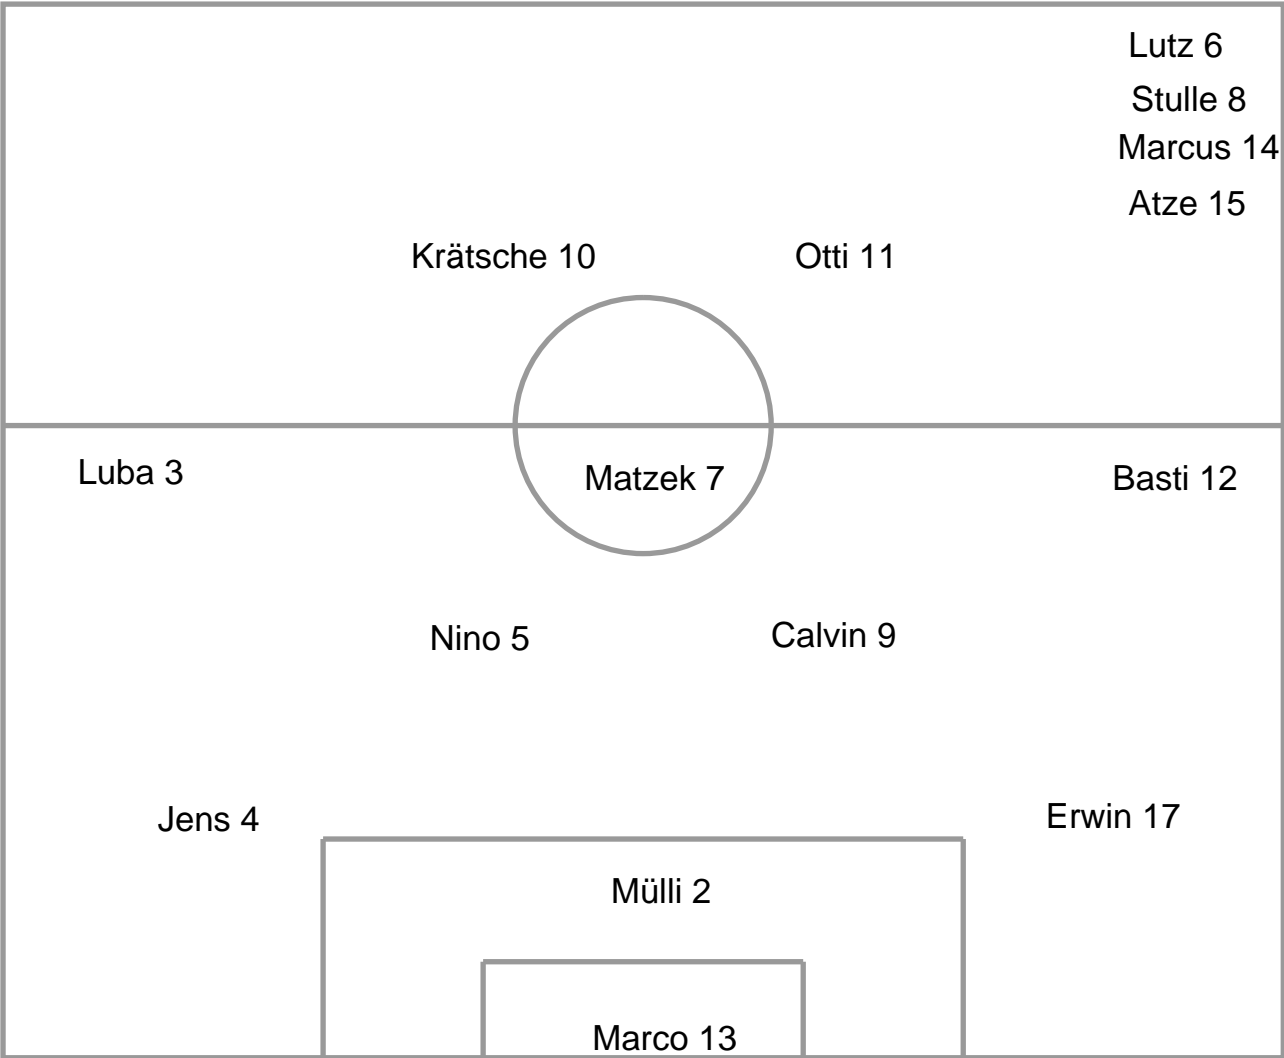 Lutz 6
Stulle 8
Marcus 14
Atze 15
Krätsche 10
Otti 11
Luba 3
Matzek 7
Basti 12
Nino 5
Calvin 9
Jens 4
Erwin 17
Mülli 2
Marco 13